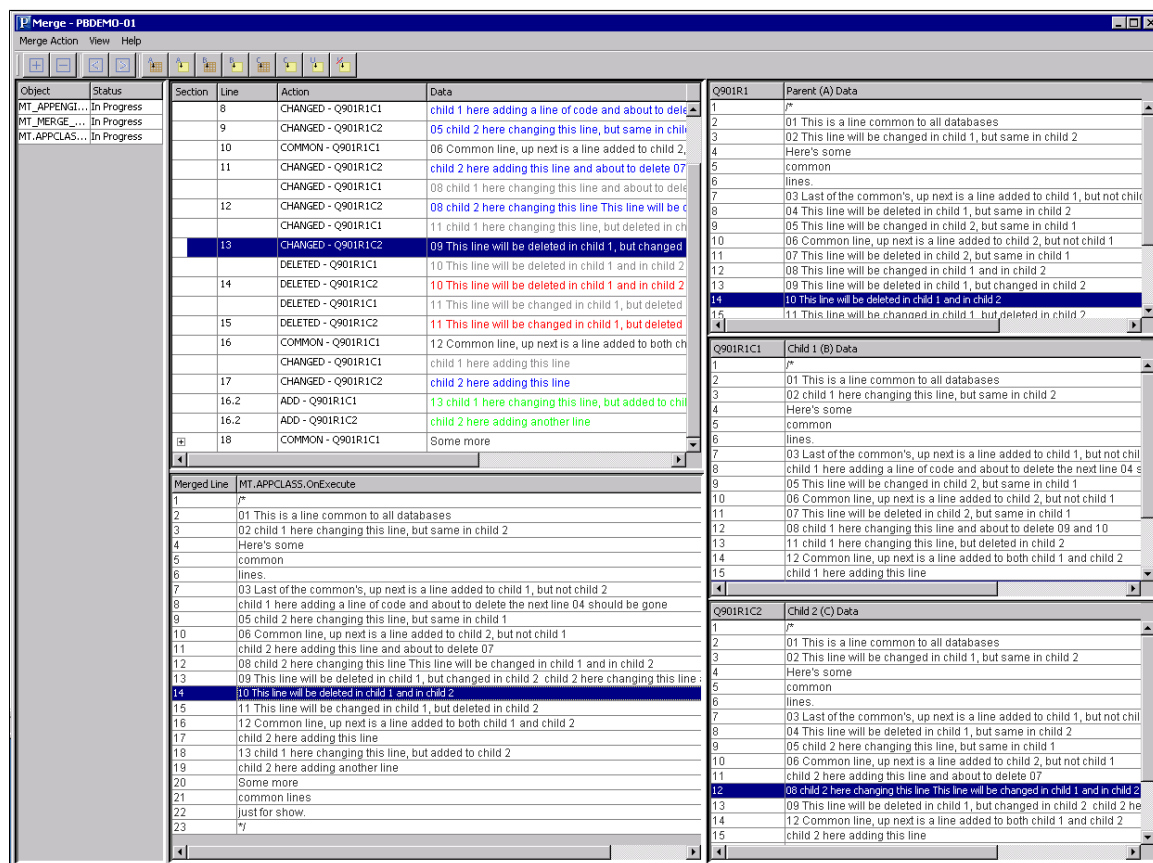 Merge - PBDEMO-01
Merge Action View Help
Object Status
MT_APPENGI... In Progress
MT_MERGE_... In Progress
MT.APPCLAS... In Progress
Section Line Action Data
8 CHANGED - Q901R1C1 child 1 here adding a line of code and about to dele
9 CHANGED - Q901R1C2 05 child 2 here changing this line, but same in chil
10 COMMON - Q901R1C1 06 Common line, up next is a line added to child 2,
11 CHANGED - Q901R1C2 child 2 here adding this line and about to delete 07
CHANGED - Q901R1C1 08 child 1 here changing this line and about to dele
12 CHANGED - Q901R1C2 08 child 2 here changing this line This line will be c
CHANGED - Q901R1C1 11 child 1 here changing this line, but deleted in ch
13 CHANGED - Q901R1C2 09 This line will be deleted in child 1, but changed
DELETED - Q901R1C1 10 This line will be deleted in child 1 and in child 2
14 DELETED - Q901R1C2 10 This line will be deleted in child 1 and in child 2
DELETED - Q901R1C1 11 This line will be changed in child 1, but deleted
15 DELETED - Q901R1C2 11 This line will be changed in child 1, but deleted
16 COMMON - Q901R1C1 12 Common line, up next is a line added to both ch
CHANGED - Q901R1C1 child 1 here adding this line
17 CHANGED - Q901R1C2 child 2 here adding this line
16.2 ADD - Q901R1C1 13 child 1 here changing this line, but added to chil
16.2 ADD - Q901R1C2 child 2 here adding another line
18 COMMON - Q901R1C1 Some more
Merged Line MT.APPCLASS.OnExecute
1 /*
2 01 This is a line common to all databases
3 02 child 1 here changing this line, but same in child 2
4 Here's some
5 common
6 lines.
7 03 Last of the common's, up next is a line added to child 1, but not child 2
8 child 1 here adding a line of code and about to delete the next line 04 should be gone
9 05 child 2 here changing this line, but same in child 1
10 06 Common line, up next is a line added to child 2, but not child 1
11 child 2 here adding this line and about to delete 07
12 08 child 2 here changing this line This line will be changed in child 1 and in child 2
13 09 This line will be deleted in child 1, but changed in child 2 child 2 here changing this line
14 10 This line will be deleted in child 1 and in child 2
15 11 This line will be changed in child 1, but deleted in child 2
16 12 Common line, up next is a line added to both child 1 and child 2
17 child 2 here adding this line
18 13 child 1 here changing this line, but added to child 2
19 child 2 here adding another line
20 Some more
21 common lines
22 just for show.
23 */
Q901R1 Parent (A) Data
1 /*
2 01 This is a line common to all databases
3 02 This line will be changed in child 1, but same in child 2
4 Here's some
5 common
6 lines.
7 03 Last of the common's, up next is a line added to child 1, but not child
8 04 This line will be deleted in child 1, but same in child 2
9 05 This line will be changed in child 2, but same in child 1
10 06 Common line, up next is a line added to child 2, but not child 1
11 07 This line will be deleted in child 2, but same in child 1
12 08 This line will be changed in child 1 and in child 2
13 09 This line will be deleted in child 1, but changed in child 2
14 10 This line will be deleted in child 1 and in child 2
15 11 This line will be changed in child 1, but deleted in child 2
Q901R1C1 Child 1 (B) Data
1 /*
2 01 This is a line common to all databases
3 02 child 1 here changing this line, but same in child 2
4 Here's some
5 common
6 lines.
7 03 Last of the common's, up next is a line added to child 1, but not chil
8 child 1 here adding a line of code and about to delete the next line 04 s
9 05 This line will be changed in child 2, but same in child 1
10 06 Common line, up next is a line added to child 2, but not child 1
11 07 This line will be deleted in child 2, but same in child 1
12 08 child 1 here changing this line and about to delete 09 and 10
13 11 child 1 here changing this line, but deleted in child 2
14 12 Common line, up next is a line added to both child 1 and child 2
15 child 1 here adding this line
Q901R1C2 Child 2 (C) Data
1 /*
2 01 This is a line common to all databases
3 02 This line will be changed in child 1, but same in child 2
4 Here's some
5 common
6 lines.
7 03 Last of the common's, up next is a line added to child 1, but not chil
8 04 This line will be deleted in child 1, but same in child 2
9 05 child 2 here changing this line, but same in child 1
10 06 Common line, up next is a line added to child 2, but not child 1
11 child 2 here adding this line and about to delete 07
12 08 child 2 here changing this line This line will be changed in child 1 and in child 2
13 09 This line will be deleted in child 1, but changed in child 2 child 2 he
14 12 Common line, up next is a line added to both child 1 and child 2
15 child 2 here adding this line